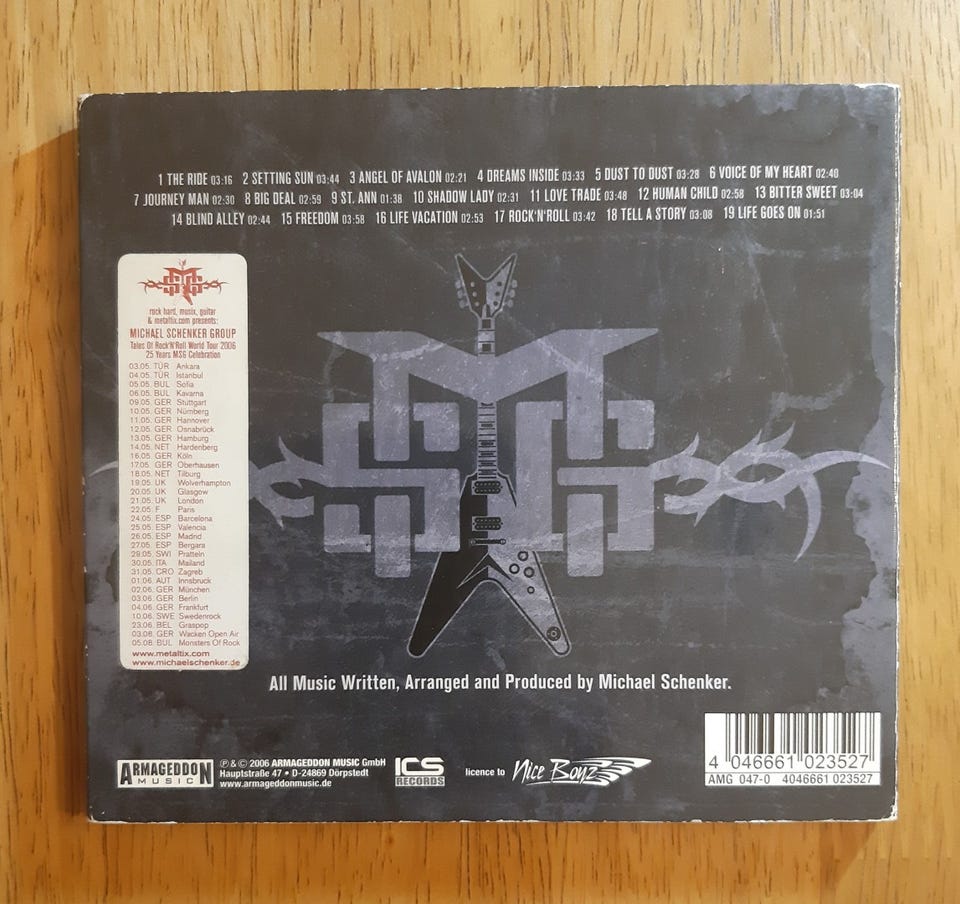 1 THE RIDE 03:16 2 SETTING SUN 03:44 3 ANGEL OF AVALON 02:21 4 DREAMS INSIDE 03:33 5 DUST TO DUST 03:28 6 VOICE OF MY HEART 02:40
7 JOURNEY MAN 02:30 8 BIG DEAL 02:59 9 ST. ANN 01:38 10 SHADOW LADY 02:31 11 LOVE TRADE 03:48 12 HUMAN CHILD 02:58 13 BITTER SWEET 03:04
14 BLIND ALLEY 02:44 15 FREEDOM 03:58 16 LIFE VACATION 02:53 17 ROCK'N'ROLL 03:42 18 TELL A STORY 03:08 19 LIFE GOES ON 01:51
MSG
rock hard, musix, guitar
& metaltix.com presents:
MICHAEL SCHENKER GROUP
Tales Of Rock'N'Roll World Tour 2006
25 Years MSG Celebration
03.05. TÜR Ankara
04.05. TÜR Istanbul
05.05. BUL Sofia
06.05. BUL Kavarna
09.05. GER Stuttgart
10.05. GER Nürnberg
11.05. GER Hannover
12.05. GER Osnabrück
13.05. GER Hamburg
14.05. NET Hardenberg
16.05. GER Köln
17.05. GER Oberhausen
18.05. NET Tilburg
19.05. UK Wolverhampton
20.05. UK Glasgow
21.05. UK London
22.05. F Paris
24.05. ESP Barcelona
25.05. ESP Valencia
26.05. ESP Madrid
27.05. ESP Bergara
29.05. SWI Pratteln
30.05. ITA Mailand
31.05. CRO Zagreb
01.06. AUT Innsbruck
02.06. GER München
03.06. GER Berlin
04.06. GER Frankfurt
10.06. SWE Swedenrock
23.06. BEL Graspop
03.08. GER Wacken Open Air
05.08. BUL Monsters Of Rock
www.metaltix.com
www.michaelschenker.de
MSG
All Music Written, Arranged and Produced by Michael Schenker.
ARMAGEDDON
MUSIC
℗ & © 2006 ARMAGEDDON MUSIC GmbH
Hauptstraße 47 • D-24869 Dörpstedt
www.armageddonmusic.de
ICS
RECORDS
licence to Nice Boyz
4 046661 023527
AMG 047-0 4046661 023527